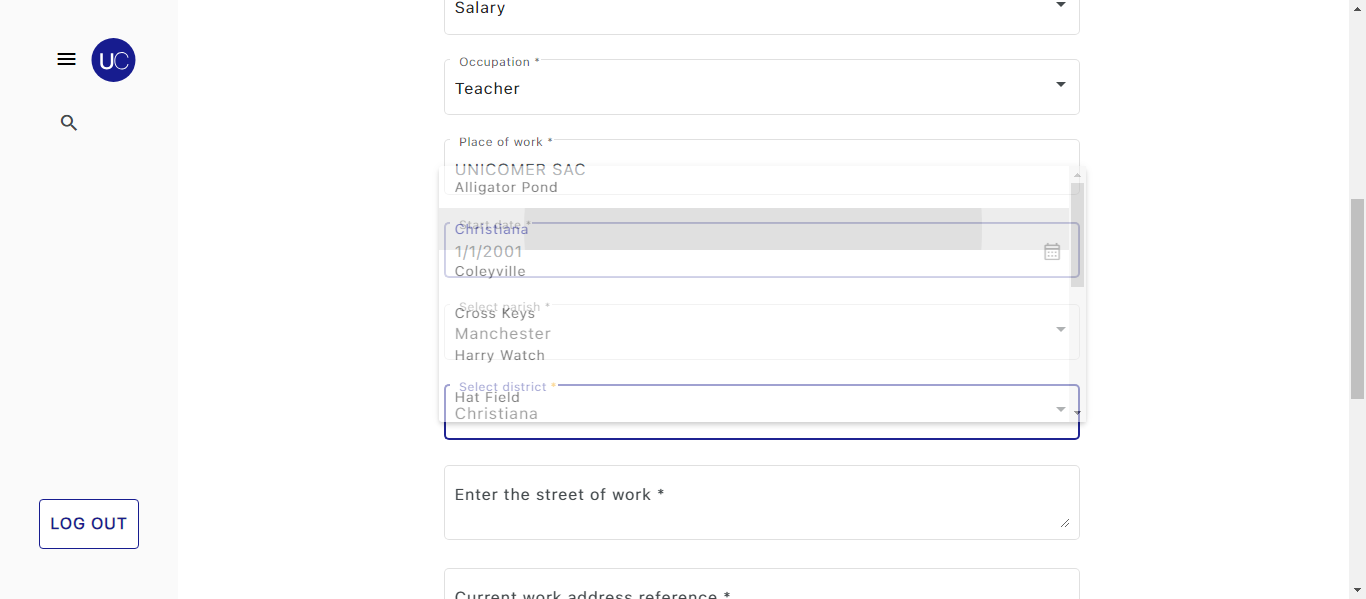 Salary
UC
Occupation *
Teacher
Place of work *
UNICOMER SAC
Alligator Pond
Start date *
Christiana
1/1/2001
Coleyville
Select parish *
Cross Keys
Manchester
Harry Watch
Select district *
Hat Field
Christiana
Enter the street of work *
LOG OUT
Current work address reference *